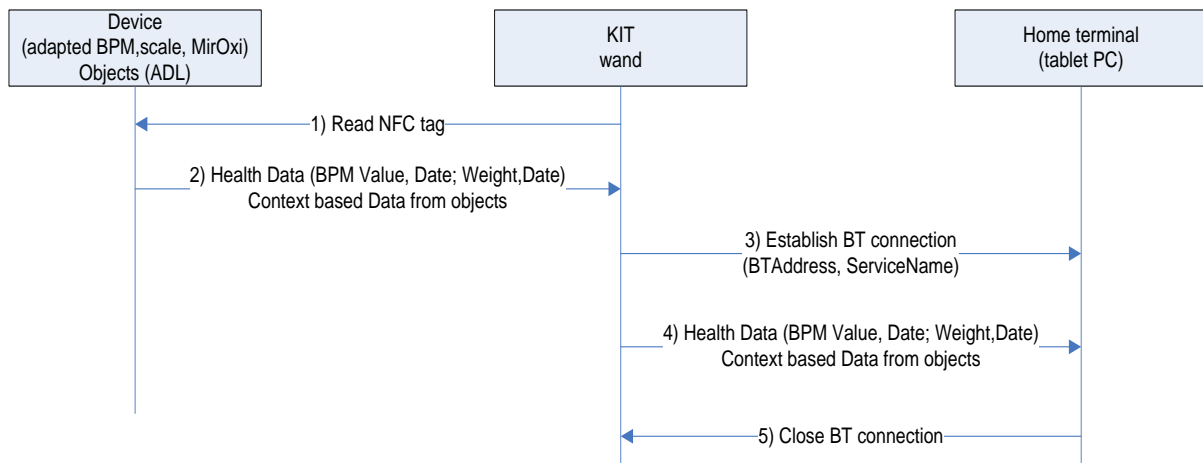 Device
(adapted BPM,scale, MirOxi)
Objects (ADL)
KIT
wand
Home terminal
(tablet PC)
1) Read NFC tag
2) Health Data (BPM Value, Date; Weight,Date)
Context based Data from objects
3) Establish BT connection
(BTAddress, ServiceName)
4) Health Data (BPM Value, Date; Weight,Date)
Context based Data from objects
5) Close BT connection